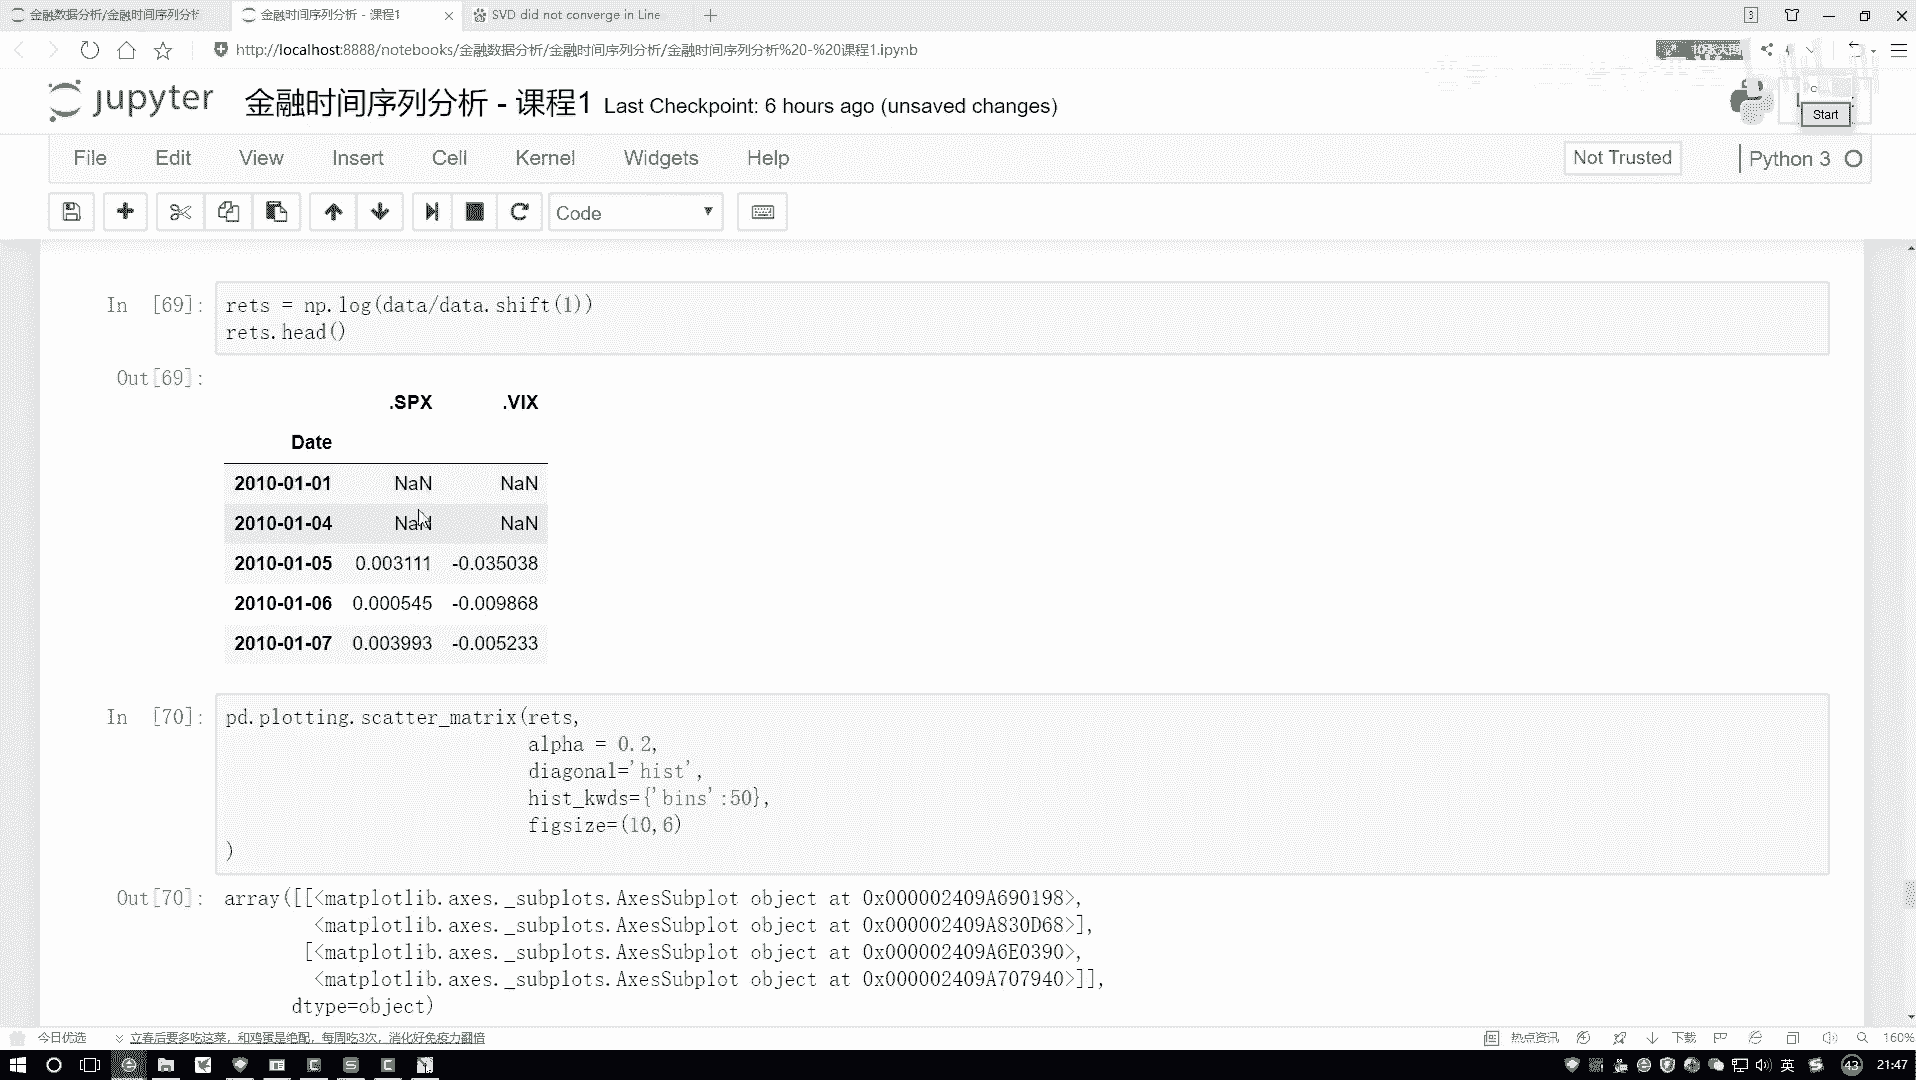 金融数据分析/金融时间序列分析
金融时间序列分析 - 课程1
SVD did not converge in Line
3
http://localhost:8888/notebooks/金融数据分析/金融时间序列分析/金融时间序列分析%20-%20课程1.ipynb
jupyter 金融时间序列分析 - 课程1 Last Checkpoint: 6 hours ago (unsaved changes)
Start
File Edit View Insert Cell Kernel Widgets Help
Not Trusted Python 3
Code
In [69]: rets = np.log(data/data.shift(1))
rets.head()
Out[69]:
.SPX .VIX
Date
2010-01-01 NaN NaN
2010-01-04 NaN NaN
2010-01-05 0.003111 -0.035038
2010-01-06 0.000545 -0.009868
2010-01-07 0.003993 -0.005233
In [70]: pd.plotting.scatter_matrix(rets,
alpha = 0.2,
diagonal='hist',
hist_kwds={'bins':50},
figsize=(10,6)
)
Out[70]: array([[<matplotlib.axes._subplots.AxesSubplot object at 0x000002409A690198>,
<matplotlib.axes._subplots.AxesSubplot object at 0x000002409A830D68>],
[<matplotlib.axes._subplots.AxesSubplot object at 0x000002409A6E0390>,
<matplotlib.axes._subplots.AxesSubplot object at 0x000002409A707940>]],
dtype=object)
今日优选 立春后要多吃这菜，和鸡蛋是绝配，每周吃3次，消化好免疫力翻倍
热点资讯 下载 160%
英 43 21:47